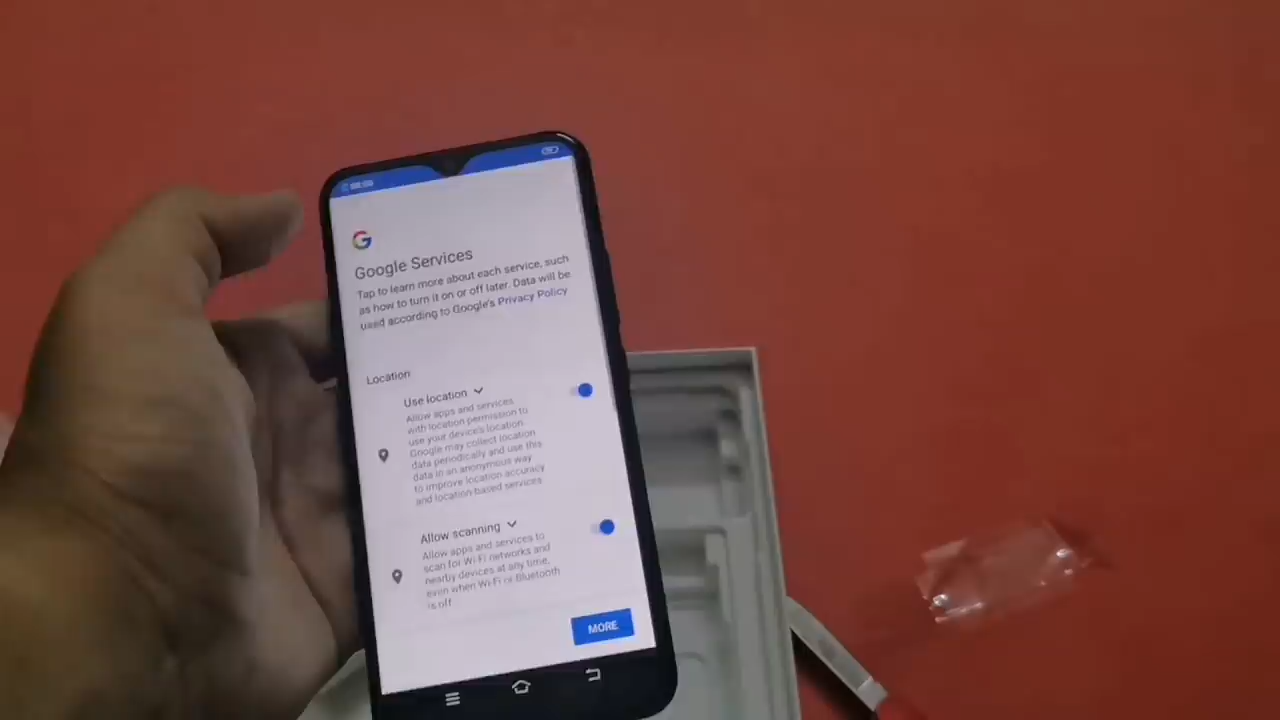 Google Services
Tap to learn more about each service, such
as how to turn it on or off later. Data will be
used according to Google's Privacy Policy
Location
Use location
Allow apps and services
with location permission to
use your device's location.
Google may collect location
data periodically and use this
data in an anonymous way
to improve location accuracy
and location-based services
Allow scanning
Allow apps and services to
scan for Wi-Fi networks and
nearby devices at any time,
even when Wi-Fi or Bluetooth
is off
MORE